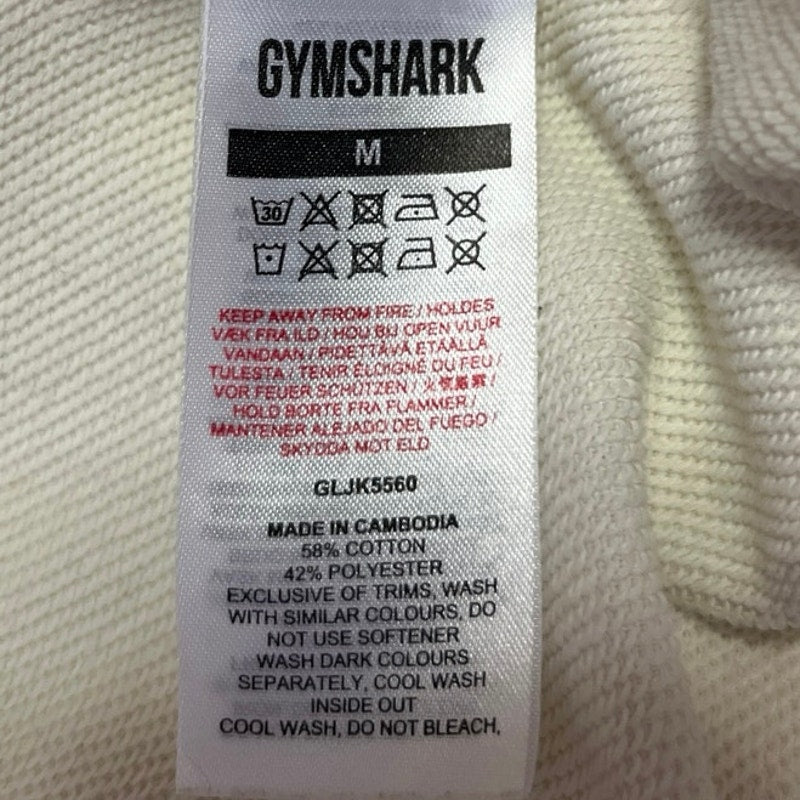 GYMSHARK
M
30
KEEP AWAY FROM FIRE / HOLDES
VÆK FRA ILD / HOU BIJ OPEN VUUR
VANDAAN / PIDETTÄVÄ ETÄÄLLÄ
TULESTA / TENIR ÉLOIGNÉ DU FEU /
VOR FEUER SCHÜTZEN /
HOLD BORTE FRA FLAMMER /
MANTENER ALEJADO DEL FUEGO /
SKYDDA MOT ELD
GLJK5560
MADE IN CAMBODIA
58% COTTON
42% POLYESTER
EXCLUSIVE OF TRIMS, WASH
WITH SIMILAR COLOURS, DO
NOT USE SOFTENER
WASH DARK COLOURS
SEPARATELY, COOL WASH
INSIDE OUT
COOL WASH, DO NOT BLEACH,